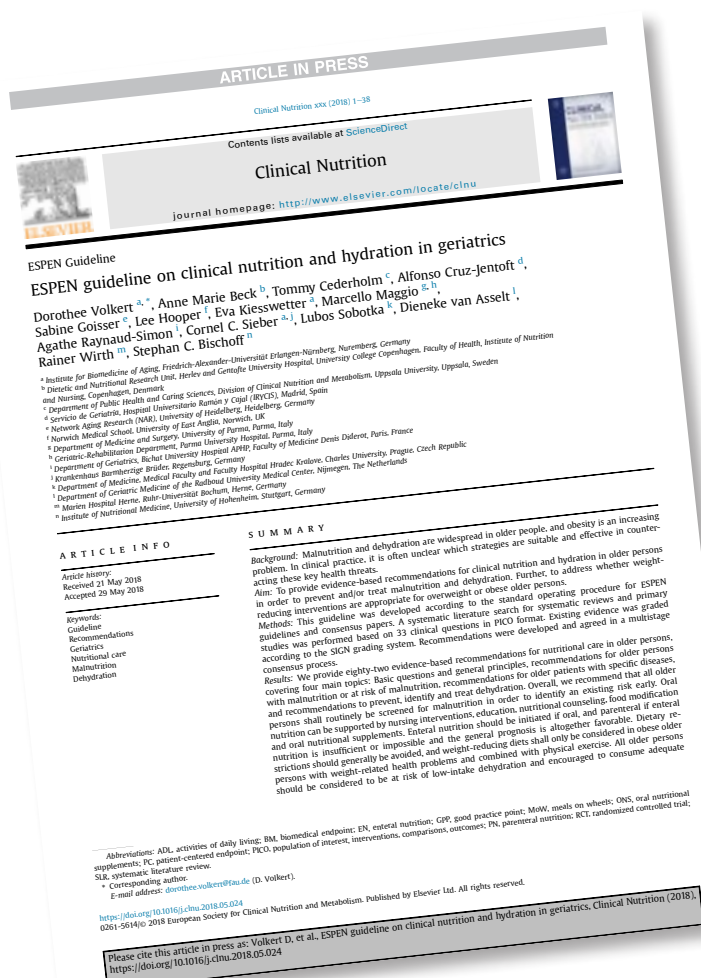 ARTICLE IN PRESS
Clinical Nutrition xxx (2018) 1–38
Contents lists available at ScienceDirect
Clinical Nutrition
journal homepage: http://www.elsevier.com/locate/clnu
ELSEVIER
CLINICAL
ESPEN Guideline
ESPEN guideline on clinical nutrition and hydration in geriatrics
Dorothee Volkert a, *, Anne Marie Beck b, Tommy Cederholm c, Alfonso Cruz-Jentoft d,
Sabine Goisser e, Lee Hooper f, Eva Kiesswetter a, Marcello Maggio g, h,
Agathe Raynaud-Simon i, Cornel C. Sieber a, j, Lubos Sobotka k, Dieneke van Asselt l,
Rainer Wirth m, Stephan C. Bischoff n
a Institute for Biomedicine of Aging, Friedrich-Alexander-Universität Erlangen-Nürnberg, Nuremberg, Germany
b Dietetic and Nutritional Research Unit, Herlev and Gentofte University Hospital, University College Copenhagen, Faculty of Health, Institute of Nutrition
and Nursing, Copenhagen, Denmark
c Department of Public Health and Caring Sciences, Division of Clinical Nutrition and Metabolism, Uppsala University, Uppsala, Sweden
d Servicio de Geriatría, Hospital Universitario Ramón y Cajal (IRYCIS), Madrid, Spain
e Network Aging Research (NAR), University of Heidelberg, Heidelberg, Germany
f Norwich Medical School, University of East Anglia, Norwich, UK
g Department of Medicine and Surgery, University of Parma, Parma, Italy
h Geriatric-Rehabilitation Department, Parma University Hospital, Parma, Italy
i Department of Geriatrics, Bichat University Hospital APHP, Faculty of Medicine Denis Diderot, Paris, France
j Krankenhaus Barmherzige Brüder, Regensburg, Germany
k Department of Medicine, Medical Faculty and Faculty Hospital Hradec Kralove, Charles University, Prague, Czech Republic
l Department of Geriatric Medicine of the Radboud University Medical Center, Nijmegen, The Netherlands
m Marien Hospital Herne, Ruhr-Universität Bochum, Herne, Germany
n Institute of Nutritional Medicine, University of Hohenheim, Stuttgart, Germany
ARTICLE INFO
Article history:
Received 21 May 2018
Accepted 29 May 2018
Keywords:
Guideline
Recommendations
Geriatrics
Nutritional care
Malnutrition
Dehydration
SUMMARY
Background: Malnutrition and dehydration are widespread in older people, and obesity is an increasing
problem. In clinical practice, it is often unclear which strategies are suitable and effective in counter-
acting these key health threats.
Aim: To provide evidence-based recommendations for clinical nutrition and hydration in older persons
in order to prevent and/or treat malnutrition and dehydration. Further, to address whether weight-
reducing interventions are appropriate for overweight or obese older persons.
Methods: This guideline was developed according to the standard operating procedure for ESPEN
guidelines and consensus papers. A systematic literature search for systematic reviews and primary
studies was performed based on 33 clinical questions in PICO format. Existing evidence was graded
according to the SIGN grading system. Recommendations were developed and agreed in a multistage
consensus process.
Results: We provide eighty-two evidence-based recommendations for nutritional care in older persons,
covering four main topics: Basic questions and general principles, recommendations for older persons
with malnutrition or at risk of malnutrition, recommendations for older patients with specific diseases,
and recommendations to prevent, identify and treat dehydration. Overall, we recommend that all older
persons shall routinely be screened for malnutrition in order to identify an existing risk early. Oral
nutrition can be supported by nursing interventions, education, nutritional counseling, food modification
and oral nutritional supplements. Enteral nutrition should be initiated if oral, and parenteral if enteral
nutrition is insufficient or impossible and the general prognosis is altogether favorable. Dietary re-
strictions should generally be avoided, and weight-reducing diets shall only be considered in obese older
persons with weight-related health problems and combined with physical exercise. All older persons
should be considered to be at risk of low-intake dehydration and encouraged to consume adequate
Abbreviations: ADL, activities of daily living; BM, biomedical endpoint; EN, enteral nutrition; GPP, good practice point; MoW, meals on wheels; ONS, oral nutritional
supplements; PC, patient-centered endpoint; PICO, population of interest, interventions, comparisons, outcomes; PN, parenteral nutrition; RCT, randomized controlled trial;
SLR, systematic literature review.
* Corresponding author.
E-mail address: dorothee.volkert@fau.de (D. Volkert).
https://doi.org/10.1016/j.clnu.2018.05.024
0261-5614/© 2018 European Society for Clinical Nutrition and Metabolism. Published by Elsevier Ltd. All rights reserved.
Please cite this article in press as: Volkert D, et al., ESPEN guideline on clinical nutrition and hydration in geriatrics, Clinical Nutrition (2018),
https://doi.org/10.1016/j.clnu.2018.05.024